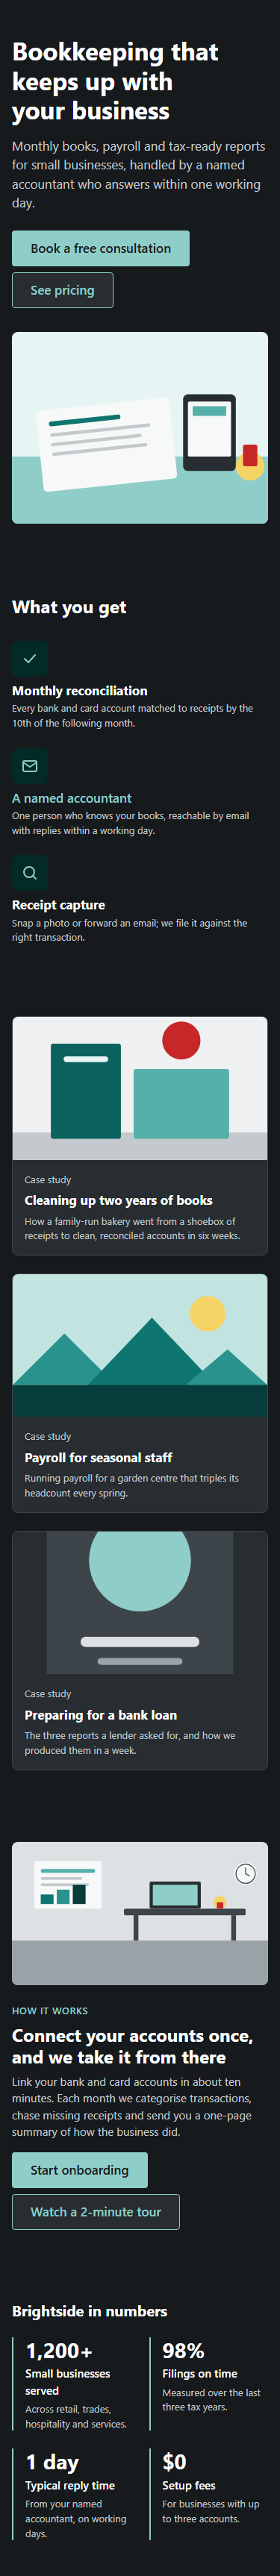 Bookkeeping that
keeps up with
your business
Monthly books, payroll and tax-ready reports
for small businesses, handled by a named
accountant who answers within one working
day.
Book a free consultation
See pricing
What you get
Monthly reconciliation
Every bank and card account matched to receipts by the
10th of the following month.
A named accountant
One person who knows your books, reachable by email
with replies within a working day.
Receipt capture
Snap a photo or forward an email; we file it against the
right transaction.
Case study
Cleaning up two years of books
How a family-run bakery went from a shoebox of
receipts to clean, reconciled accounts in six weeks.
Case study
Payroll for seasonal staff
Running payroll for a garden centre that triples its
headcount every spring.
Case study
Preparing for a bank loan
The three reports a lender asked for, and how we
produced them in a week.
HOW IT WORKS
Connect your accounts once,
and we take it from there
Link your bank and card accounts in about ten
minutes. Each month we categorise transactions,
chase missing receipts and send you a one-page
summary of how the business did.
Start onboarding
Watch a 2-minute tour
Brightside in numbers
1,200+
Small businesses
served
Across retail, trades,
hospitality and services.
98%
Filings on time
Measured over the last
three tax years.
1 day
Typical reply time
From your named
accountant, on working
days.
$0
Setup fees
For businesses with up
to three accounts.